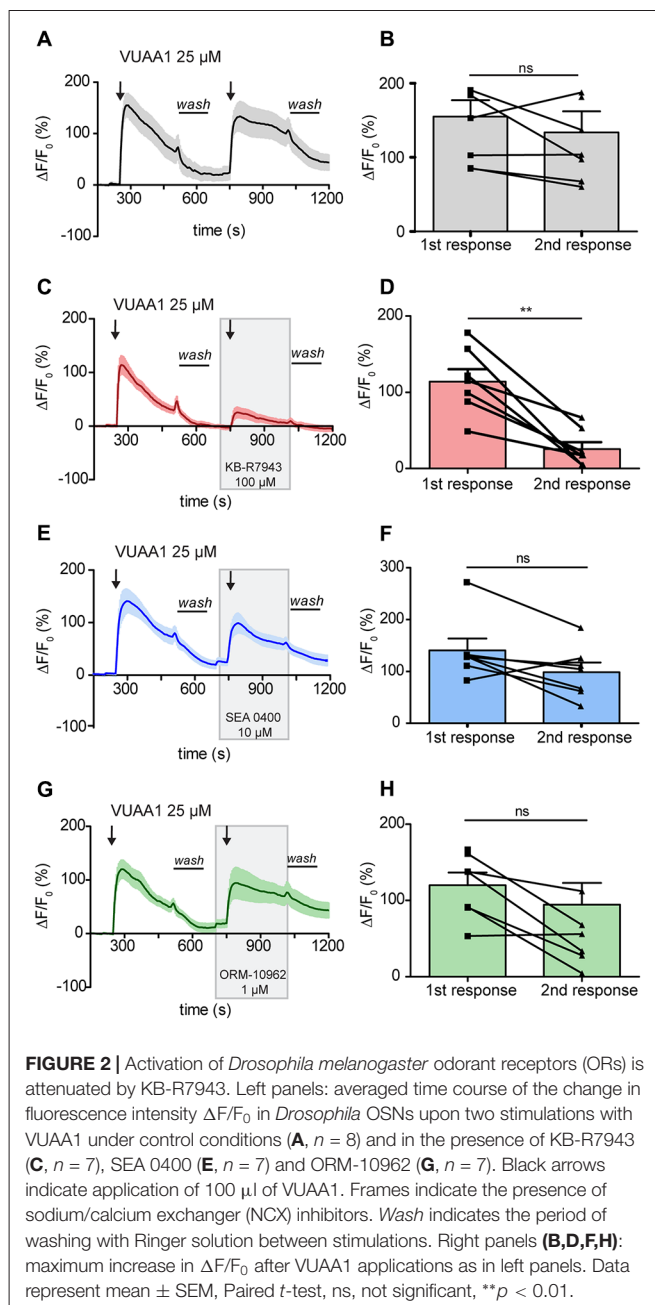 A
B
VUAA1 25 µM
200
100
0
-100
ΔF/F0 (%)
wash
wash
300 600 900 1200
time (s)
ns
200
100
0
ΔF/F0 (%)
1st response 2nd response
C
D
VUAA1 25 µM
200
100
0
-100
ΔF/F0 (%)
wash
wash
300 600 900 1200
KB-R7943
100 µM
time (s)
**
200
100
0
ΔF/F0 (%)
1st response 2nd response
E
F
VUAA1 25 µM
200
100
0
-100
ΔF/F0 (%)
wash
wash
300 600 900 1200
SEA 0400
10 µM
time (s)
ns
300
200
100
0
ΔF/F0 (%)
1st response 2nd response
G
H
VUAA1 25 µM
200
100
0
-100
ΔF/F0 (%)
wash
wash
300 600 900 1200
ORM-10962
1 µM
time (s)
ns
200
100
0
ΔF/F0 (%)
1st response 2nd response
FIGURE 2 | Activation of Drosophila melanogaster odorant receptors (ORs) is
attenuated by KB-R7943. Left panels: averaged time course of the change in
fluorescence intensity ΔF/F0 in Drosophila OSNs upon two stimulations with
VUAA1 under control conditions (A, n = 8) and in the presence of KB-R7943
(C, n = 7), SEA 0400 (E, n = 7) and ORM-10962 (G, n = 7). Black arrows
indicate application of 100 µl of VUAA1. Frames indicate the presence of
sodium/calcium exchanger (NCX) inhibitors. Wash indicates the period of
washing with Ringer solution between stimulations. Right panels (B,D,F,H):
maximum increase in ΔF/F0 after VUAA1 applications as in left panels. Data
represent mean ± SEM, Paired t-test, ns, not significant, **p < 0.01.